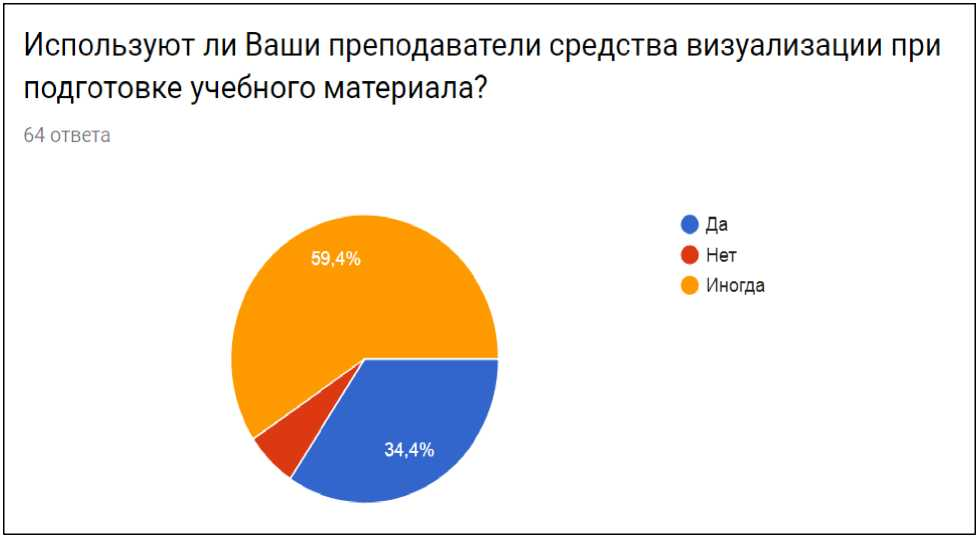 Используют ли Ваши преподаватели средства визуализации при
подготовке учебного материала?
64 ответа
Да
Нет
Иногда
59,4%
34,4%